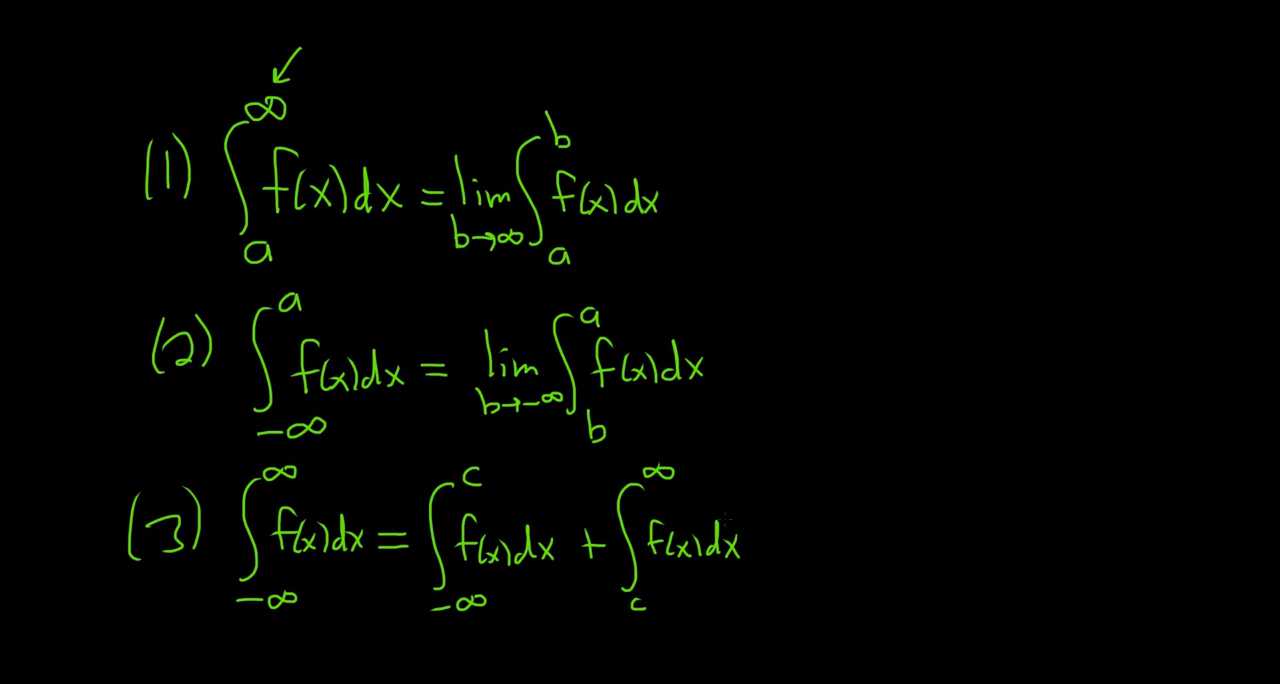 (1) ∫_a^∞ f(x)dx = lim_{b→∞} ∫_a^b f(x)dx
(2) ∫_{-∞}^a f(x)dx = lim_{b→-∞} ∫_b^a f(x)dx
(3) ∫_{-∞}^∞ f(x)dx = ∫_{-∞}^c f(x)dx + ∫_c^∞ f(x)dx